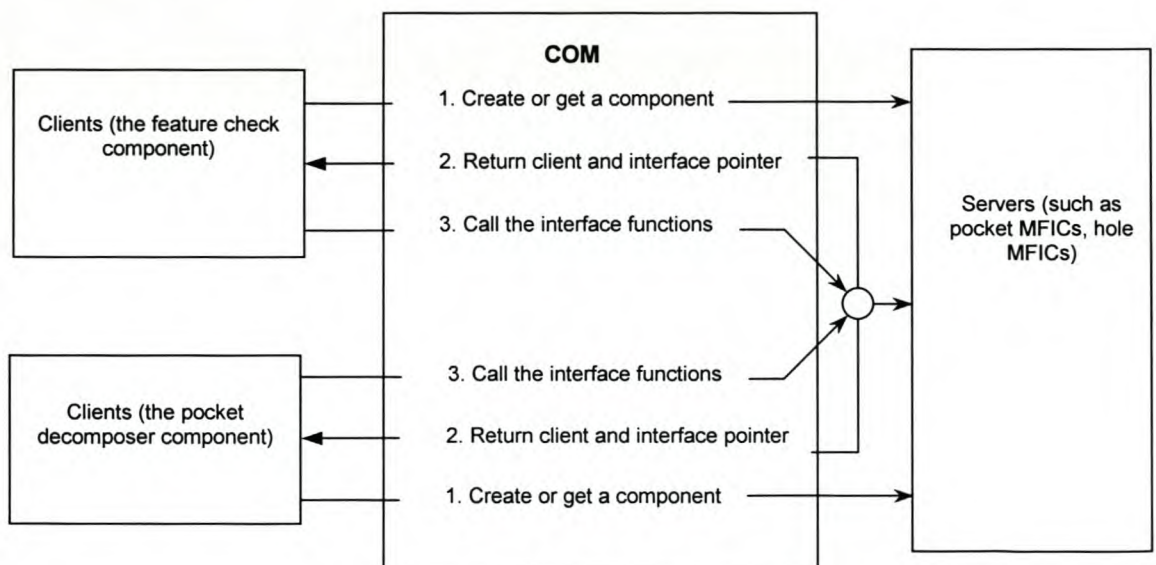 COM
Clients (the feature check
component)
1. Create or get a component
2. Return client and interface pointer
3. Call the interface functions
Servers (such as
pocket MFICs, hole
MFICs)
Clients (the pocket
decomposer component)
3. Call the interface functions
2. Return client and interface pointer
1. Create or get a component